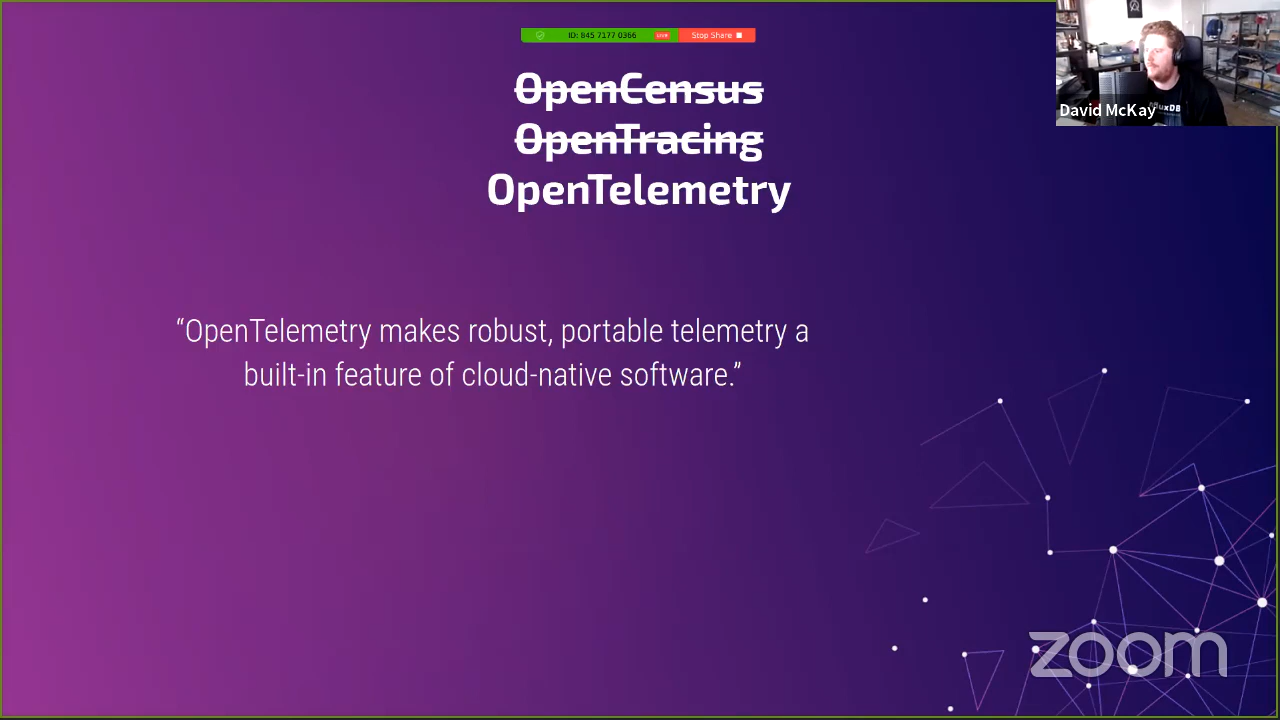 ID: 845 7177 0366 LIVE Stop Share
OpenCensus
OpenTracing
OpenTelemetry
David McKay
“OpenTelemetry makes robust, portable telemetry a
built-in feature of cloud-native software.”
zoom